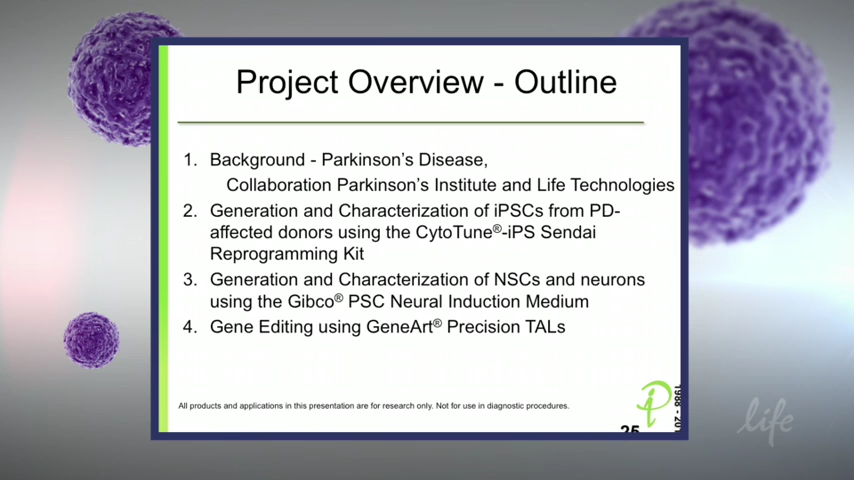 Project Overview - Outline
1. Background - Parkinson's Disease,
Collaboration Parkinson's Institute and Life Technologies
2. Generation and Characterization of iPSCs from PD-
affected donors using the CytoTune®-iPS Sendai
Reprogramming Kit
3. Generation and Characterization of NSCs and neurons
using the Gibco® PSC Neural Induction Medium
4. Gene Editing using GeneArt® Precision TALs
All products and applications in this presentation are for research only. Not for use in diagnostic procedures.
1988 - 20
25
life